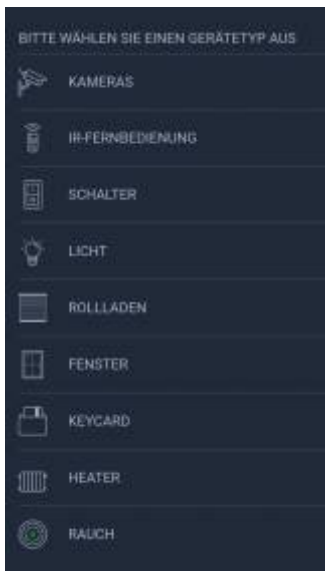 BITTE WÄHLEN SIE EINEN GERÄTETYP AUS
KAMERAS
IR-FERNBEDIENUNG
SCHALTER
LICHT
ROLLLADEN
FENSTER
KEYCARD
HEATER
RAUCH